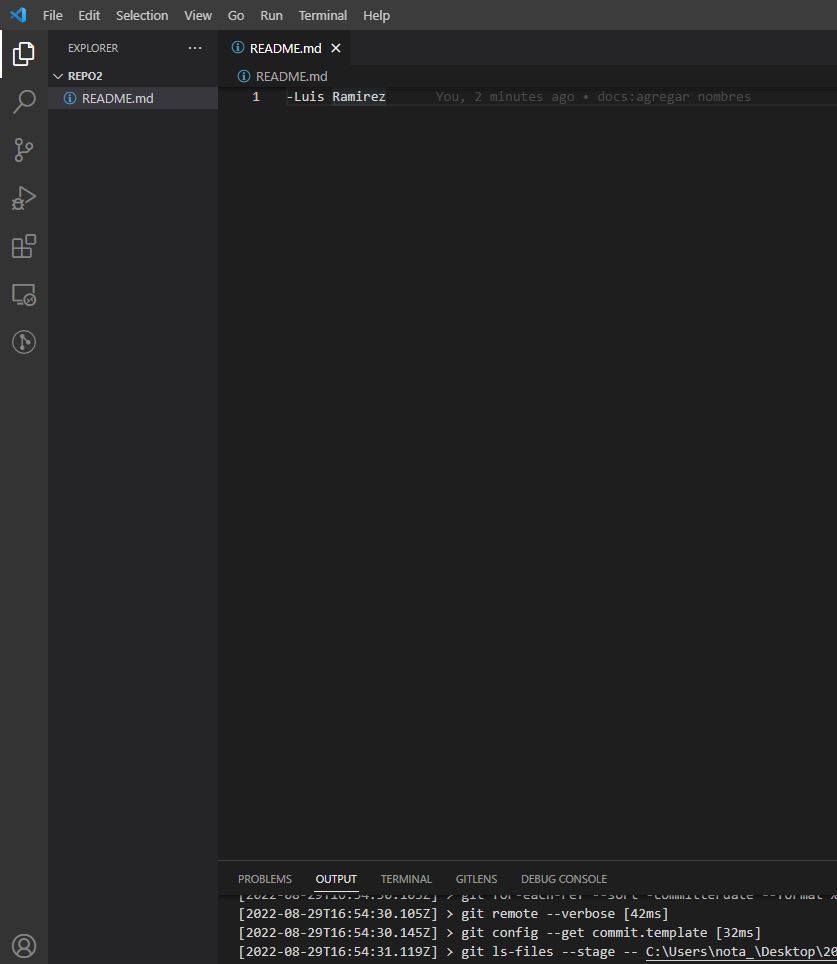 File Edit Selection View Go Run Terminal Help
EXPLORER ···
README.md
REPO2
README.md
README.md
1 -Luis Ramirez You, 2 minutes ago • docs:agregar nombres
PROBLEMS OUTPUT TERMINAL GITLENS DEBUG CONSOLE
[2022-08-29T16:54:30.105Z] > git remote --verbose [42ms]
[2022-08-29T16:54:30.145Z] > git config --get commit.template [32ms]
[2022-08-29T16:54:31.119Z] > git ls-files --stage -- C:\Users\nota_\Desktop\20